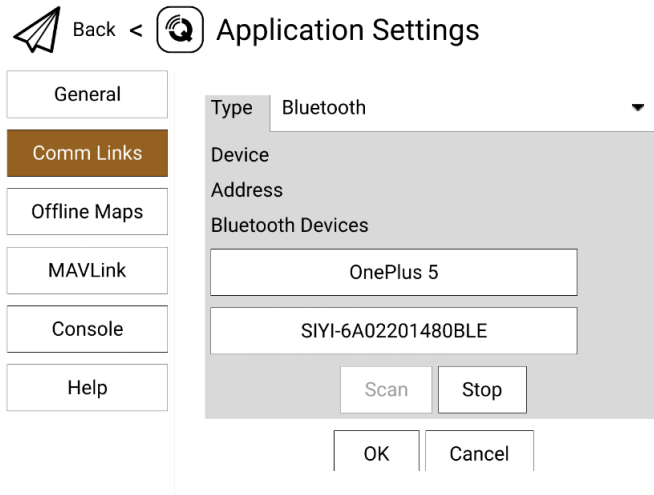 Back < Application Settings
General
Comm Links
Offline Maps
MAVLink
Console
Help
Type Bluetooth
Device
Address
Bluetooth Devices
OnePlus 5
SIYI-6A02201480BLE
Scan Stop
OK Cancel